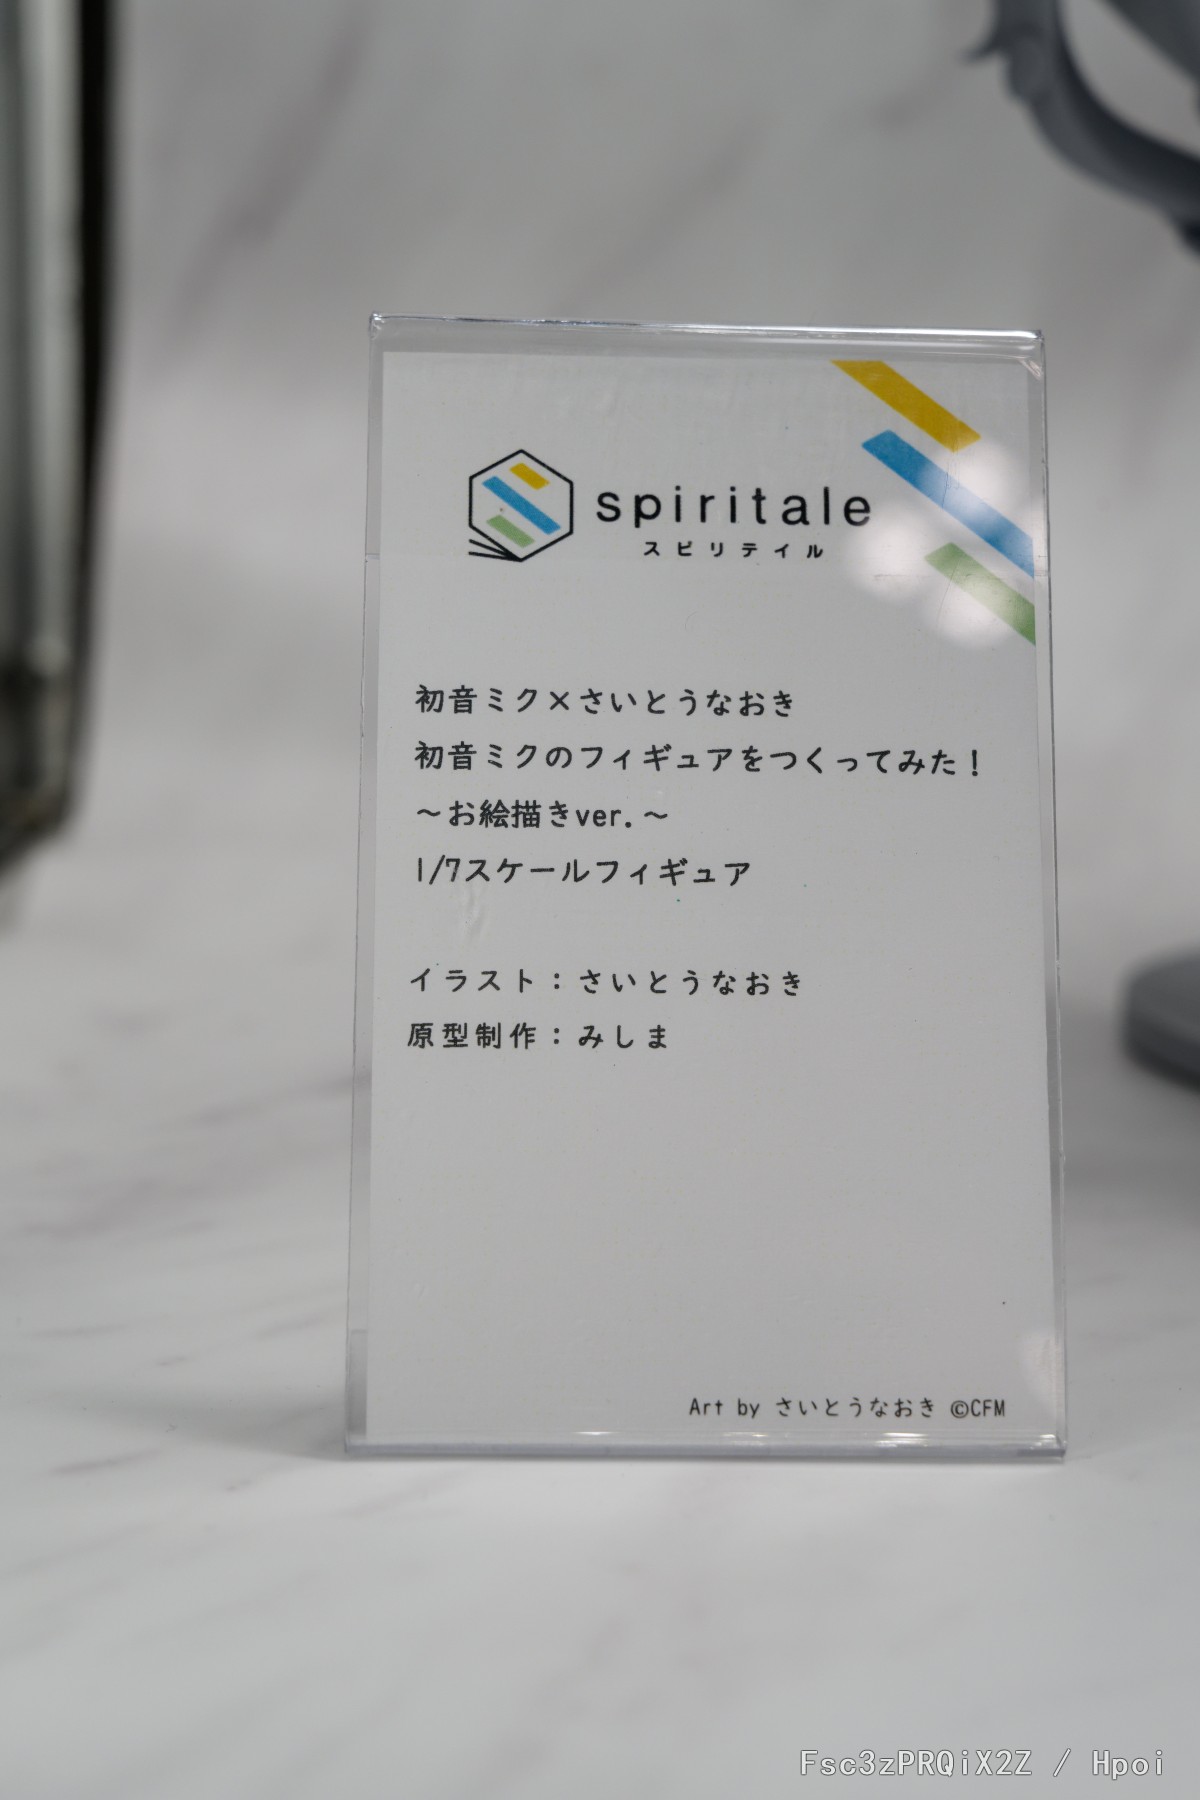 spiritale
スピリテイル
初音ミク×さいとうなおき
初音ミクのフィギュアをつくってみた！
～お絵描きver.～
1/7スケールフィギュア
イラスト：さいとうなおき
原型制作：みしま
Art by さいとうなおき ©CFM
Fsc3zPRQiX2Z / Hpoi